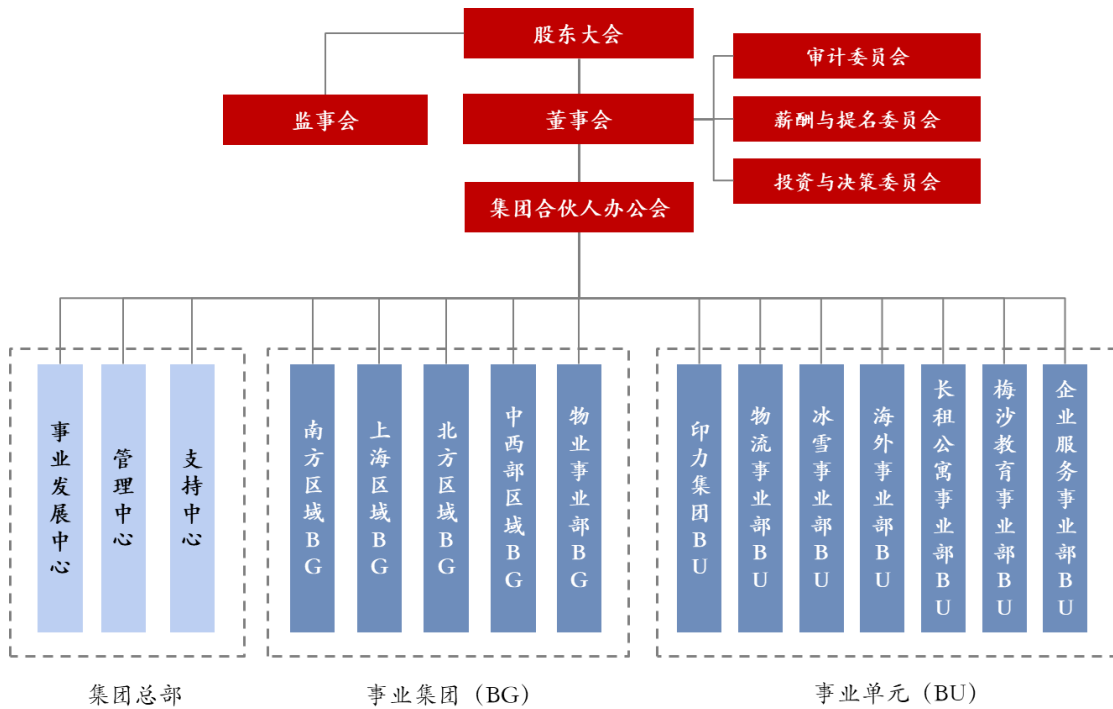 股东大会
审计委员会
监事会
董事会
薪酬与提名委员会
投资与决策委员会
集团合伙人办公会
事业发展中心
管理中心
支持中心
南方区域BG
上海区域BG
北方区域BG
中西部区域BG
物业事业部BG
印力集团BU
物流事业部BU
冰雪事业部BU
海外事业部BU
长租公寓事业部BU
梅沙教育事业部BU
企业服务事业部BU
集团总部
事业集团（BG）
事业单元（BU）